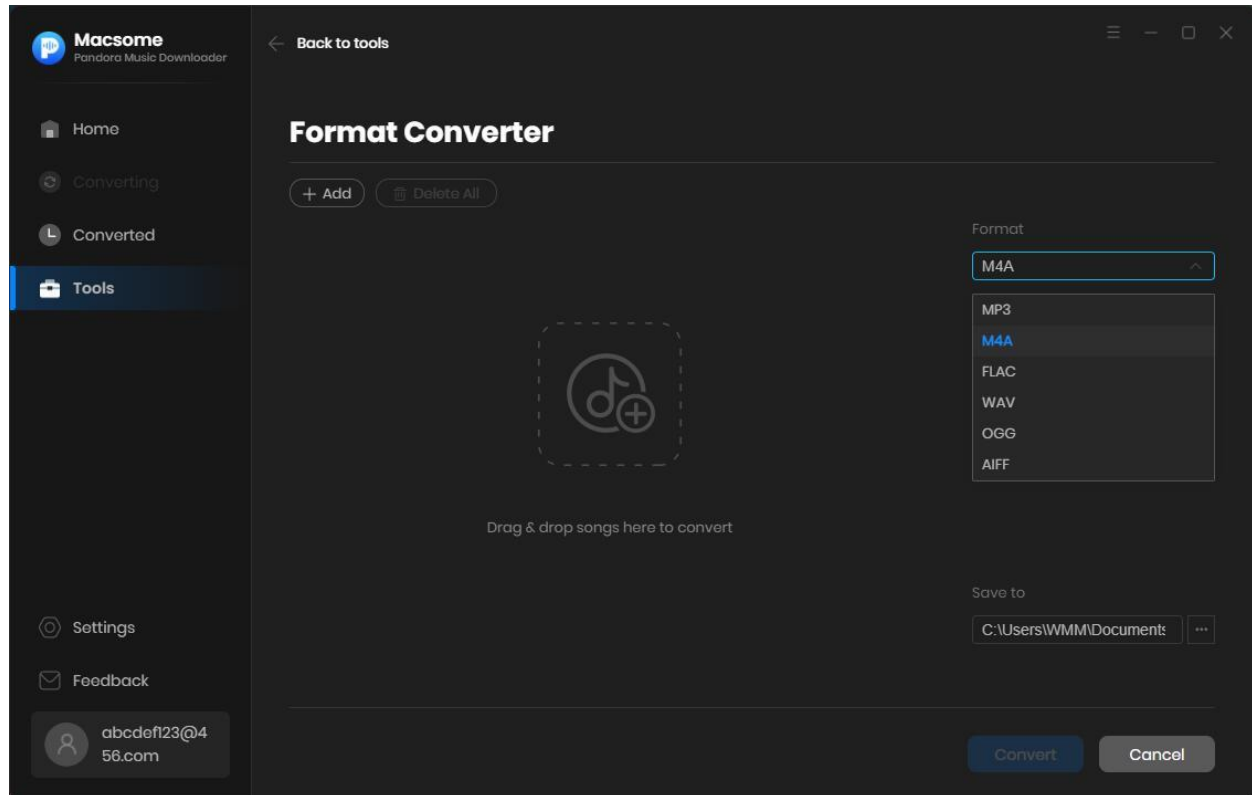 Macsome
Pandora Music Downloader
Back to tools
Home
Converting
Converted
Tools
Format Converter
+ Add
Delete All
Format
M4A
MP3
M4A
FLAC
WAV
OGG
AIFF
Drag & drop songs here to convert
Save to
C:\Users\WMM\Documents
...
Settings
Feedback
abcdef123@4
56.com
Convert
Cancel